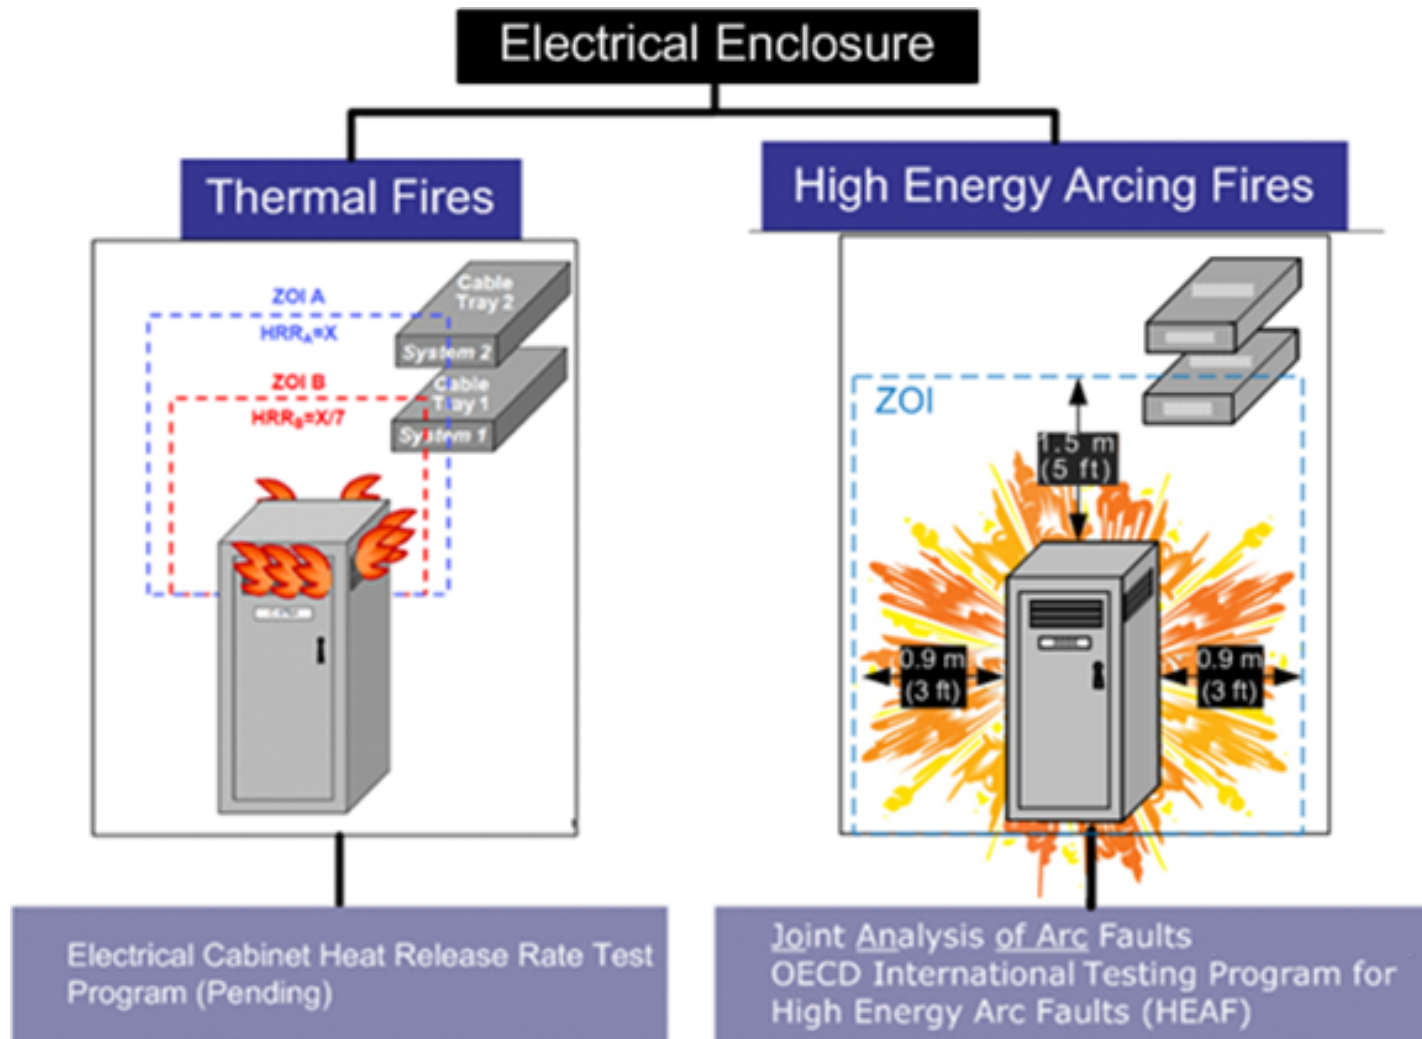 Electrical Enclosure
Thermal Fires
High Energy Arcing Fires
ZOI A
HRR_A=X
ZOI B
HRR_B=X/7
Cable
Tray 2
System 2
Cable
Tray 1
System 1
ZOI
1.5 m
(5 ft)
0.9 m
(3 ft)
0.9 m
(3 ft)
Electrical Cabinet Heat Release Rate Test
Program (Pending)
Joint Analysis of Arc Faults
OECD International Testing Program for
High Energy Arc Faults (HEAF)